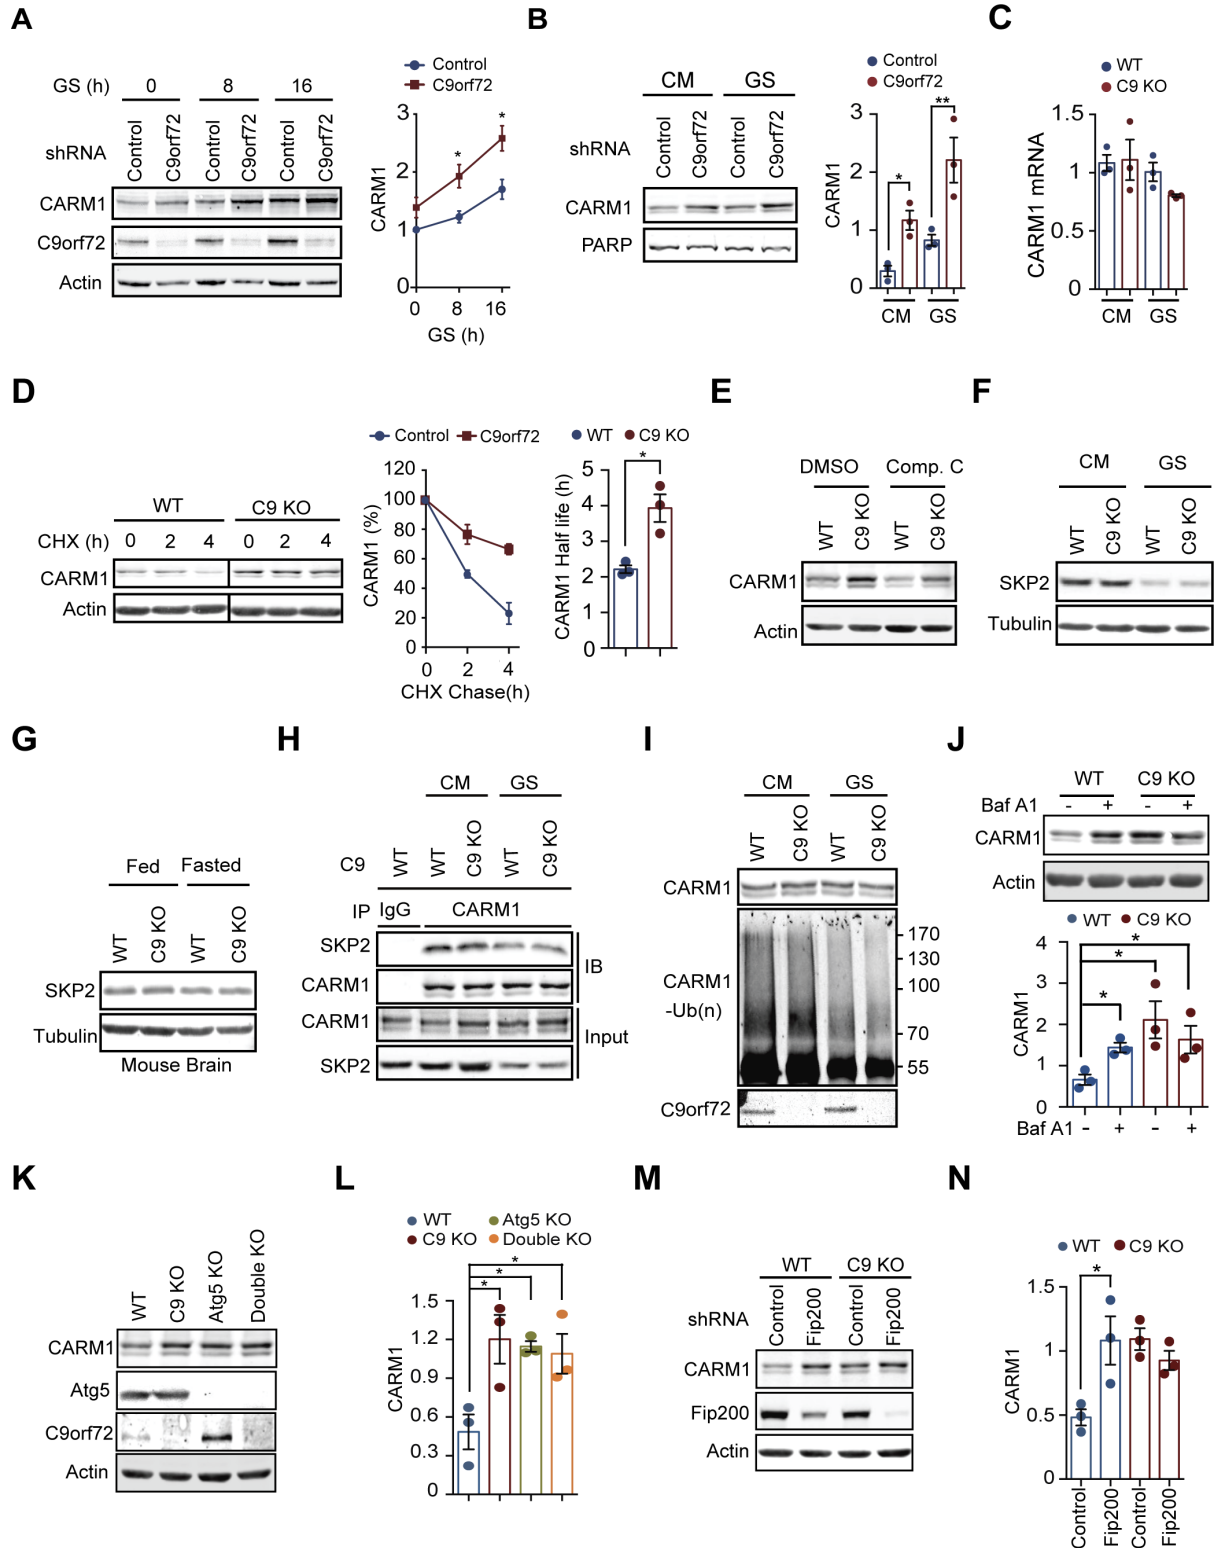 A
GS (h) 0 8 16
shRNA Control C9orf72 Control C9orf72 Control C9orf72
CARM1
C9orf72
Actin
Control
C9orf72
CARM1
3
2
1
0
* *
0 8 16
GS (h)
B
CM GS
shRNA Control C9orf72 Control C9orf72
CARM1
PARP
Control
C9orf72
CARM1
3
2
1
0
* **
CM GS
C
WT
C9 KO
CARM1 mRNA
1.5
1
0.5
0
CM GS
D
WT C9 KO
CHX (h) 0 2 4 0 2 4
CARM1
Actin
Control C9orf72
CARM1 (%)
120
100
80
60
40
20
0
0 2 4
CHX Chase(h)
WT C9 KO
CARM1 Half life (h)
5
4
3
2
1
0
*
E
DMSO Comp. C
WT C9 KO WT C9 KO
CARM1
Actin
F
CM GS
WT C9 KO WT C9 KO
SKP2
Tubulin
G
Fed Fasted
WT C9 KO WT C9 KO
SKP2
Tubulin
Mouse Brain
H
CM GS
C9 WT WT C9 KO WT C9 KO
IP IgG CARM1
SKP2
CARM1
IB
CARM1
SKP2
Input
I
CM GS
WT C9 KO WT C9 KO
CARM1
CARM1
-Ub(n)
170
130
100
70
55
C9orf72
J
WT C9 KO
Baf A1 - + - +
CARM1
Actin
WT C9 KO
CARM1
4
3
2
1
0
* * *
Baf A1 - + - +
K
WT C9 KO Atg5 KO Double KO
CARM1
Atg5
C9orf72
Actin
L
WT Atg5 KO
C9 KO Double KO
CARM1
1.5
1.2
0.9
0.6
0.3
0
* * *
M
WT C9 KO
shRNA Control Fip200 Control Fip200
CARM1
Fip200
Actin
N
WT C9 KO
CARM1
1.5
1
0.5
0
*
Control Fip200 Control Fip200